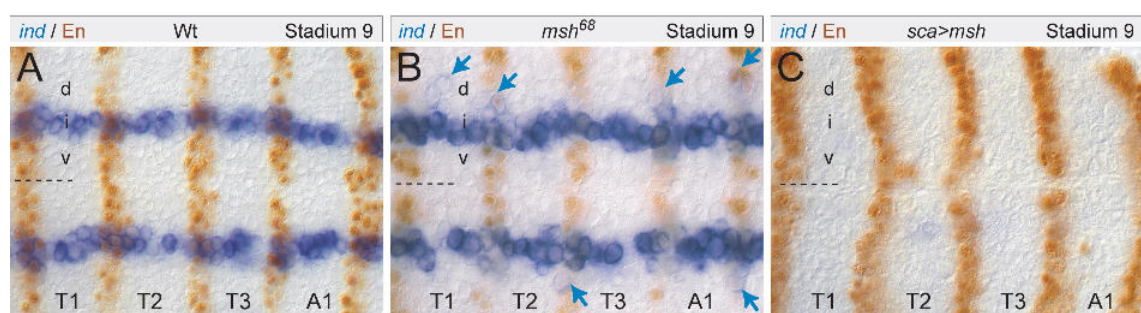 ind / En Wt Stadium 9
A
d
i
v
T1 T2 T3 A1
ind / En msh68 Stadium 9
B
d
i
v
T1 T2 T3 A1
ind / En sca>msh Stadium 9
C
d
i
v
T1 T2 T3 A1